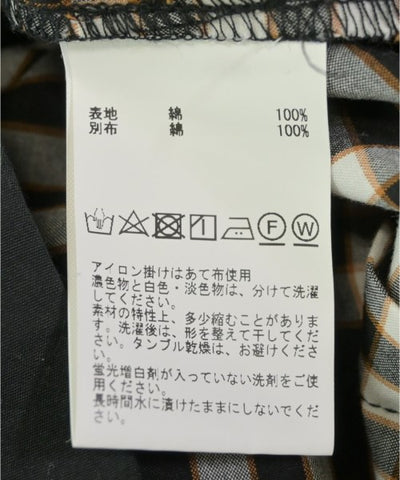 表地 綿 100%
別布 綿 100%
F W
アイロン掛けはあて布使用
濃色物と白色・淡色物は、分けて洗濯
してください。
素材の特性上、多少縮むことがありま
す。洗濯後は、形を整えて干してくだ
さい。タンブル乾燥は、お避けくださ
い。
蛍光増白剤が入っていない洗剤をご使
用ください。
長時間水に漬けたままにしないでくだ
さい。